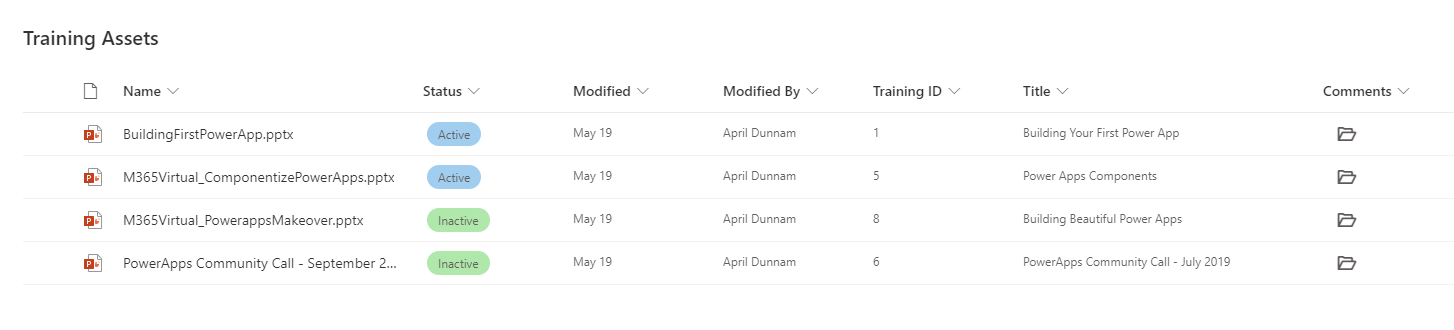 Training Assets
Name Status Modified Modified By Training ID Title Comments
BuildingFirstPowerApp.pptx Active May 19 April Dunnam 1 Building Your First Power App
M365Virtual_ComponentizePowerApps.pptx Active May 19 April Dunnam 5 Power Apps Components
M365Virtual_PowerappsMakeover.pptx Inactive May 19 April Dunnam 8 Building Beautiful Power Apps
PowerApps Community Call - September 2... Inactive May 19 April Dunnam 6 PowerApps Community Call - July 2019